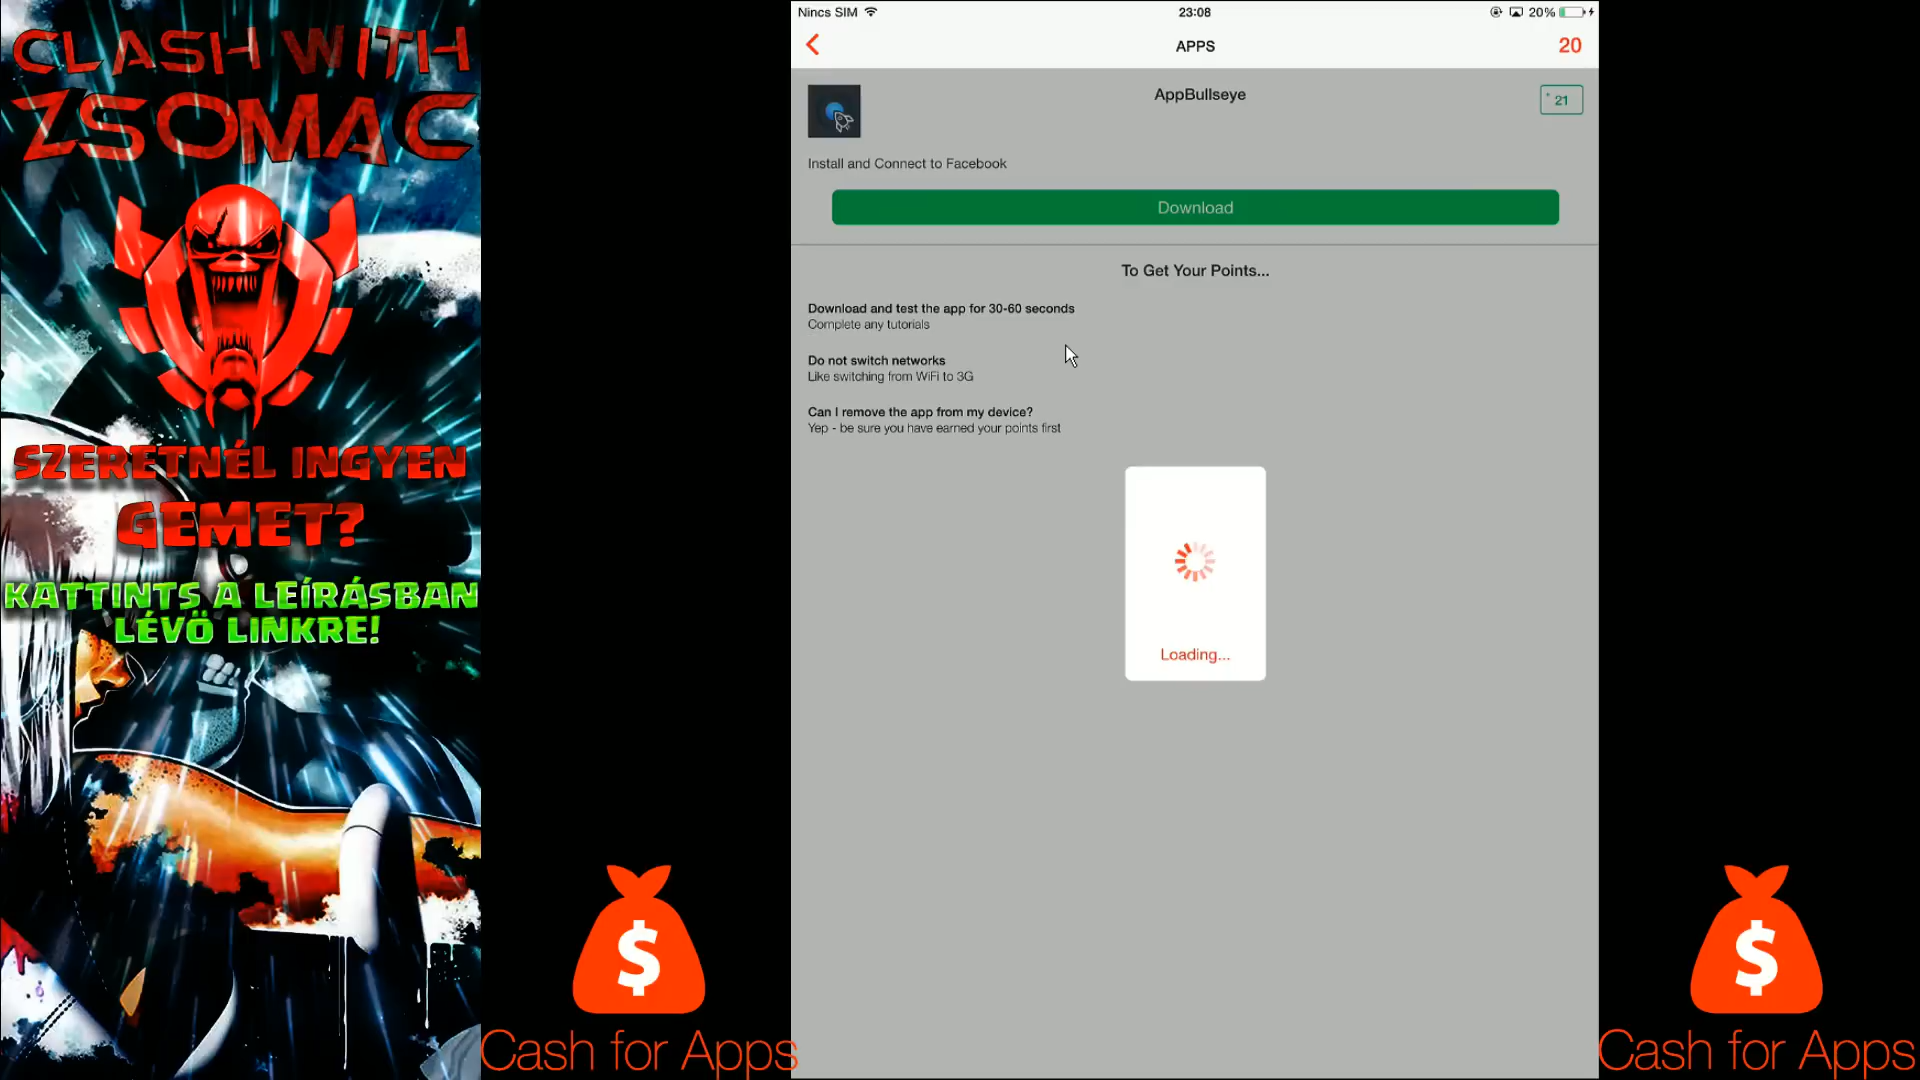 CLASH WITH
ZSOMAC
SZERETNÉL INGYEN
GEMET?
KATTINTS A LEÍRÁSBAN
LÉVÖ LINKRE!
Cash for Apps
Nincs SIM
23:08
20%
APPS
20
AppBullseye
+21
Install and Connect to Facebook
Download
To Get Your Points...
Download and test the app for 30-60 seconds
Complete any tutorials
Do not switch networks
Like switching from WiFi to 3G
Can I remove the app from my device?
Yep - be sure you have earned your points first
Loading...
Cash for Apps